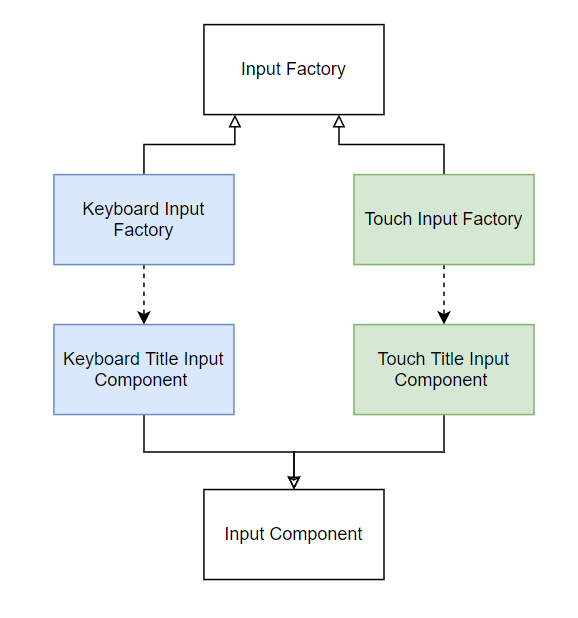 Input Factory
Keyboard Input
Factory
Touch Input Factory
Keyboard Title Input
Component
Touch Title Input
Component
Input Component